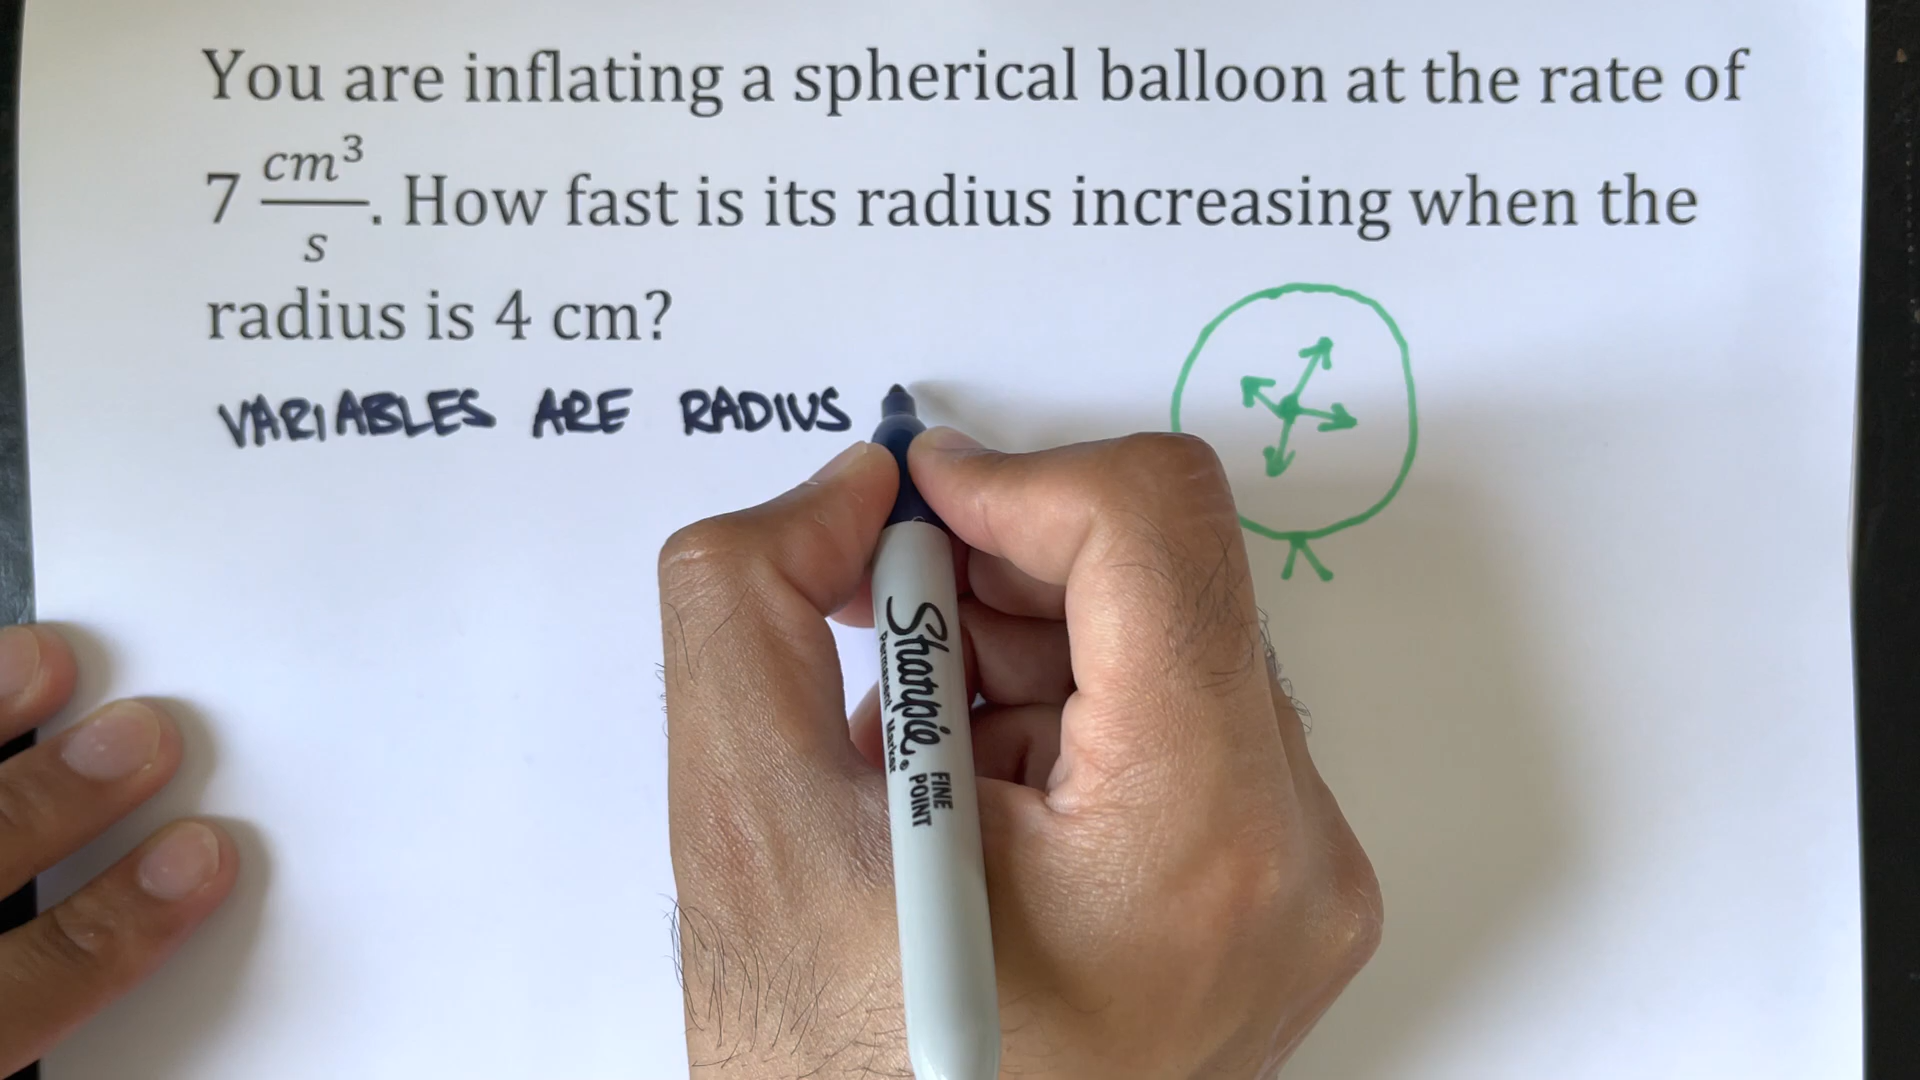 You are inflating a spherical balloon at the rate of
7 cm³/s. How fast is its radius increasing when the
radius is 4 cm?
VARIABLES ARE RADIUS
Sharpie.
Permanent Marker
FINE
POINT